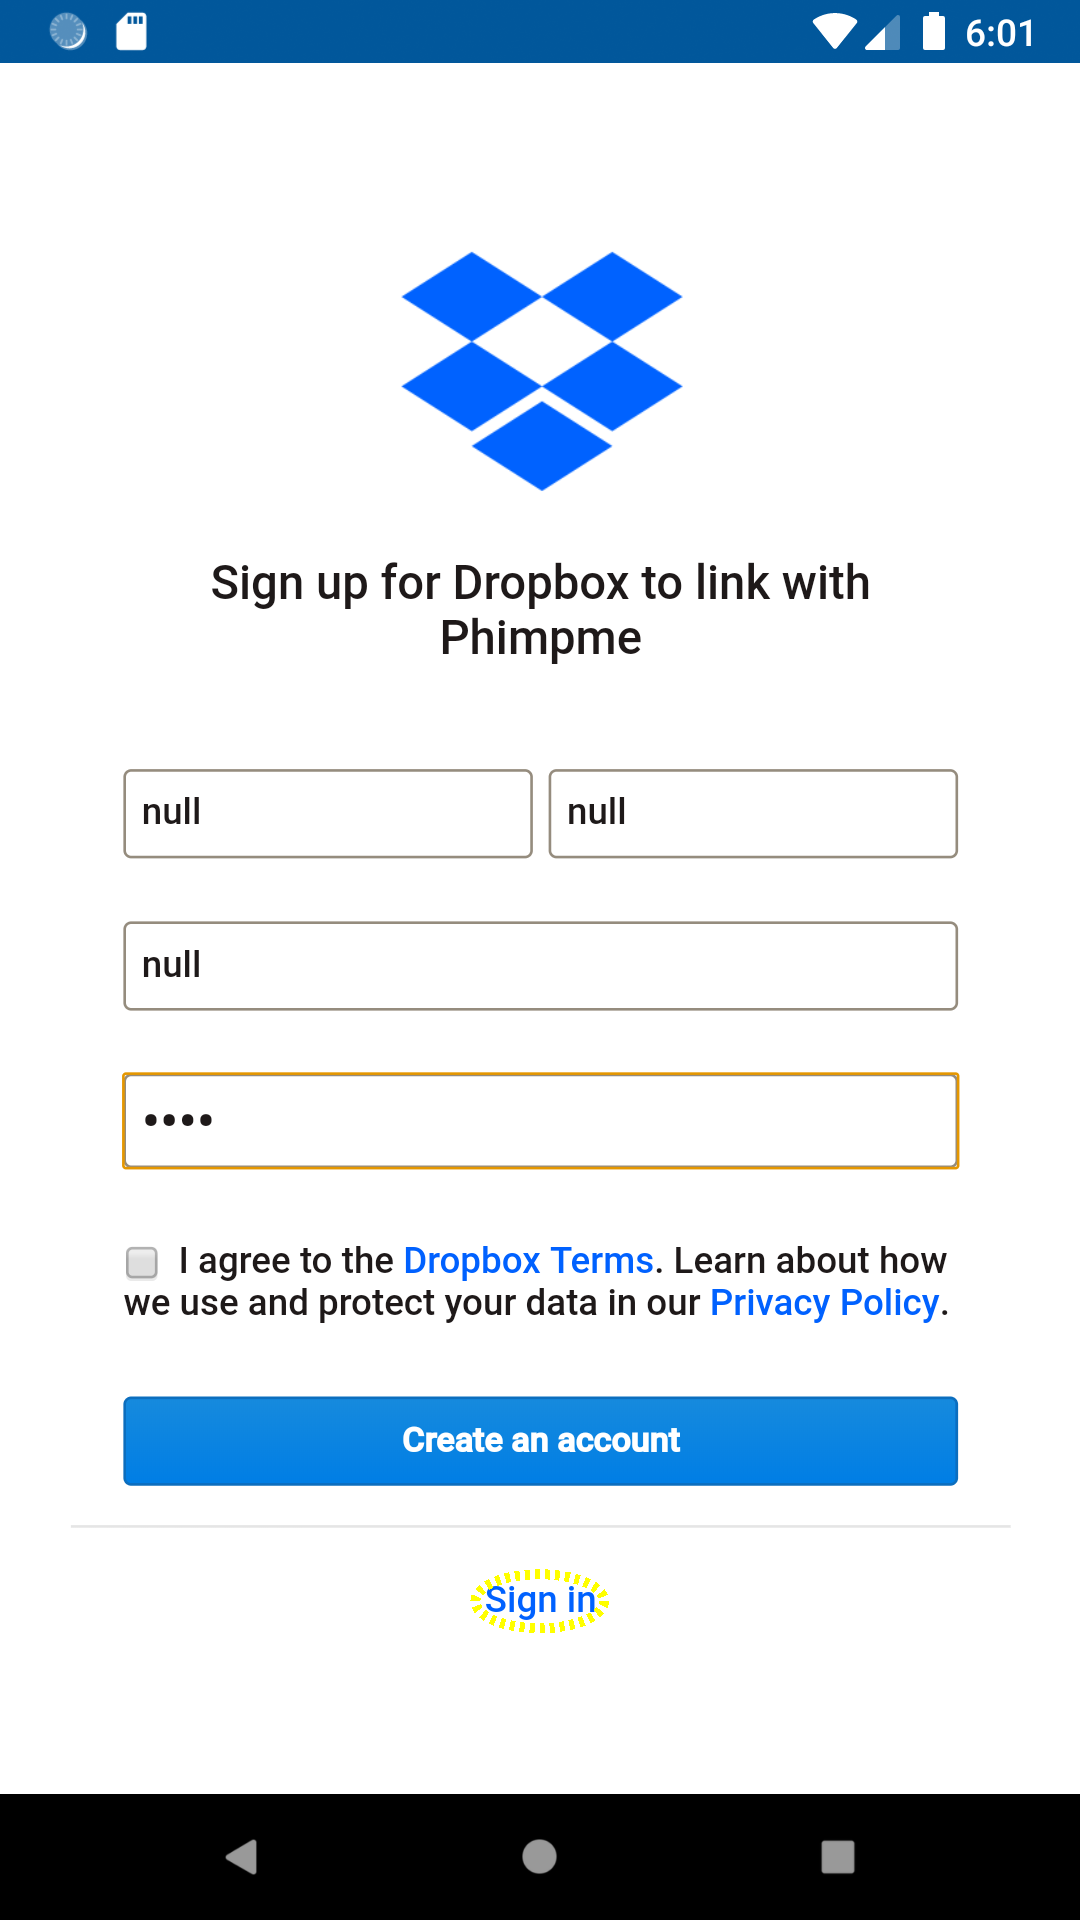 6:01
Sign up for Dropbox to link with
Phimpme
null null
null
••••
I agree to the Dropbox Terms. Learn about how
we use and protect your data in our Privacy Policy.
Create an account
Sign in